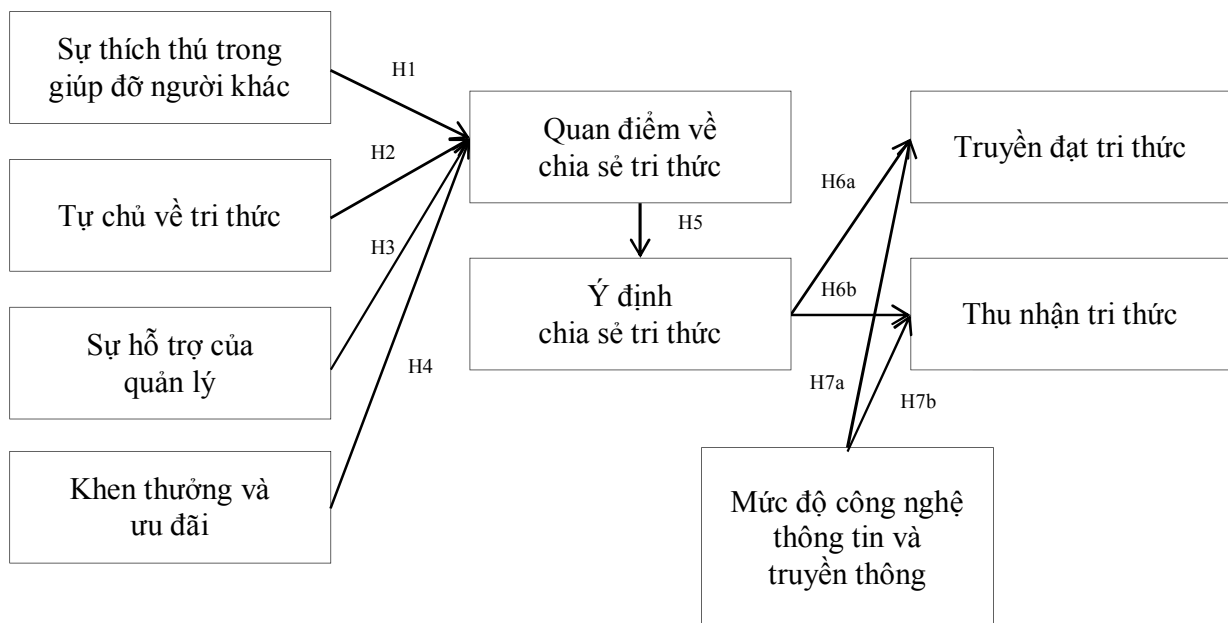 Sự thích thú trong
giúp đỡ người khác
H1
Tự chủ về tri thức
H2
Sự hỗ trợ của
quản lý
H3
Khen thưởng và
ưu đãi
H4
Quan điểm về
chia sẻ tri thức
H5
Ý định
chia sẻ tri thức
H6a
H6b
Truyền đạt tri thức
Thu nhận tri thức
H7a
H7b
Mức độ công nghệ
thông tin và
truyền thông